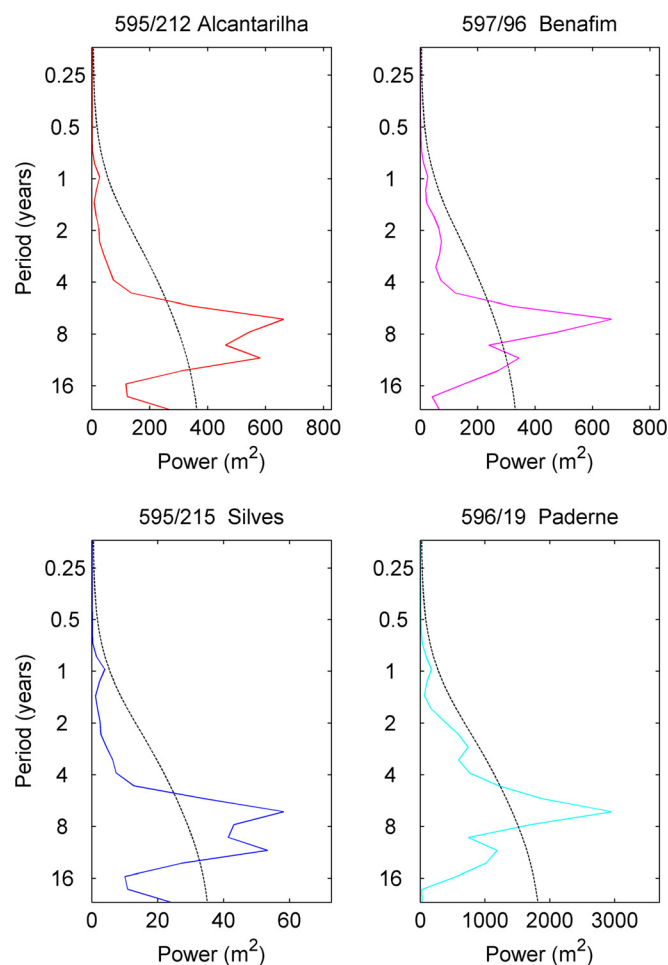 595/212 Alcantarilha
597/96 Benafim
Period (years)
0.25
0.5
1
2
4
8
16
0 200 400 600 800
Power (m²)
0.25
0.5
1
2
4
8
16
0 200 400 600 800
Power (m²)
595/215 Silves
596/19 Paderne
Period (years)
0.25
0.5
1
2
4
8
16
0 20 40 60
Power (m²)
0.25
0.5
1
2
4
8
16
0 1000 2000 3000
Power (m²)